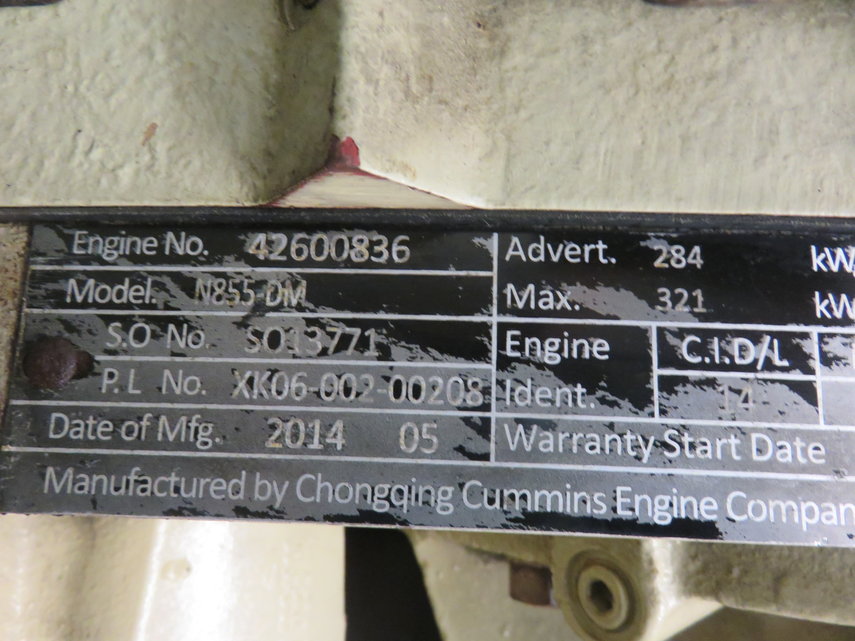 Engine No. 42600836
Model. N855-DM
S.O No. SO13771
P.L No. XK06-002-00208
Date of Mfg. 2014 05
Advert. 284 kW
Max. 321 kW
Engine Ident. C.I.D/L 14
Warranty Start Date
Manufactured by Chongqing Cummins Engine Compan